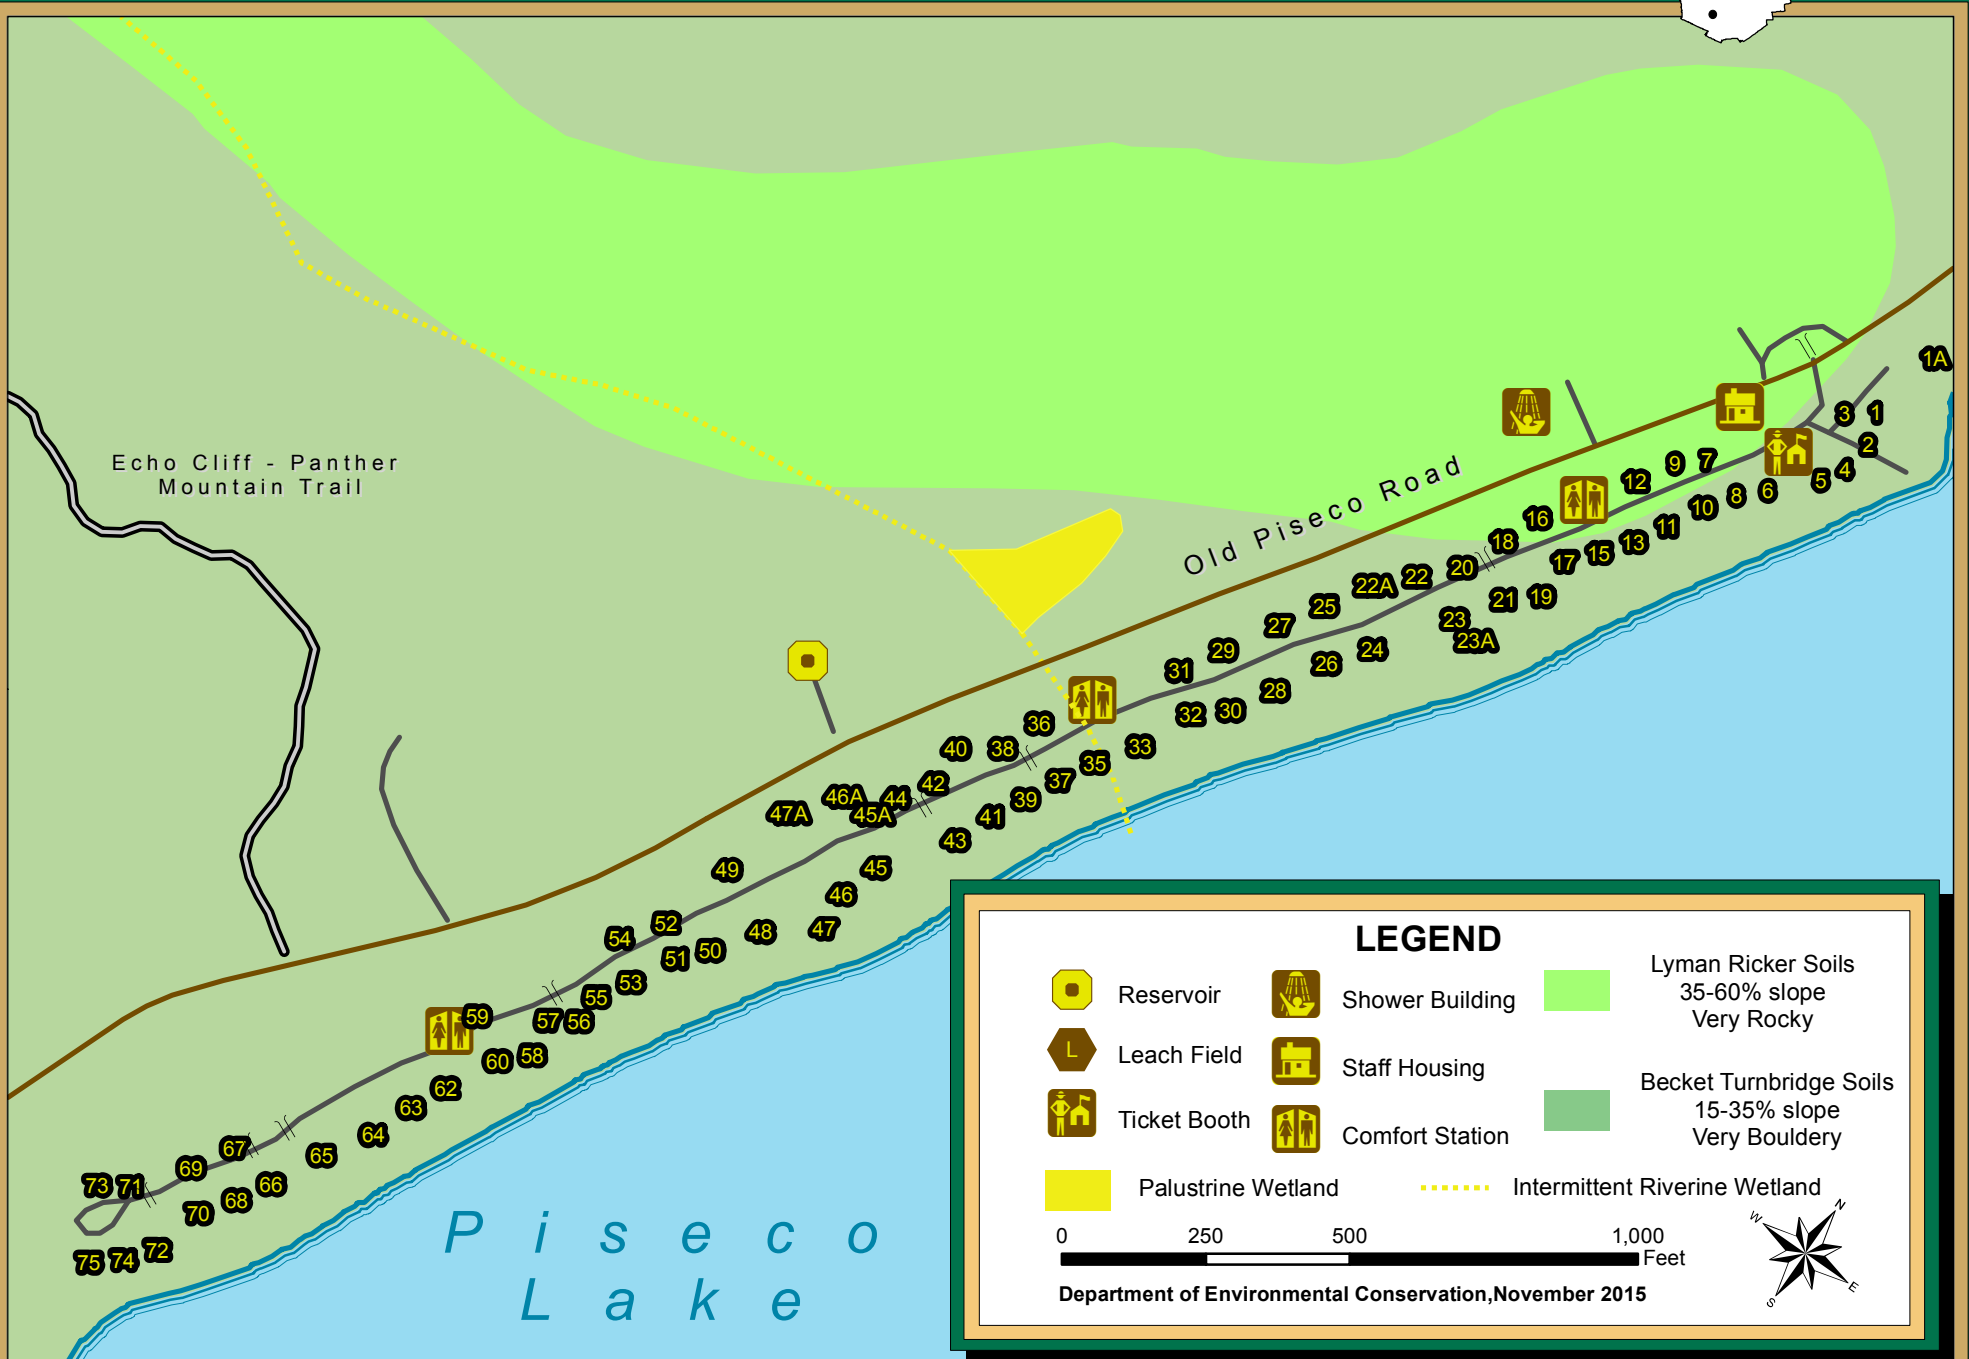 1A
3 1
2
Echo Cliff - Panther
Mountain Trail
Old Piseco Road
9 7
12
5 4
10 8 6
16
11
18
17 15 13
20
22A 22
21 19
25
23
23A
27
29
26 24
31
28
32 30
36
40 38
33
35
42
37
46A 44
39
47A 45A
41
43
49
45
46
52
54
48 47
51 50
53
55
59
57 56
60 58
62
63
64
67
65
69
73 71
66
68
70
72
75 74
Piseco
Lake
LEGEND
Reservoir
Shower Building
Lyman Ricker Soils
35-60% slope
Very Rocky
L
Leach Field
Staff Housing
Ticket Booth
Comfort Station
Becket Turnbridge Soils
15-35% slope
Very Bouldery
Palustrine Wetland
Intermittent Riverine Wetland
0 250 500 1,000
Feet
N
W
E
S
Department of Environmental Conservation,November 2015